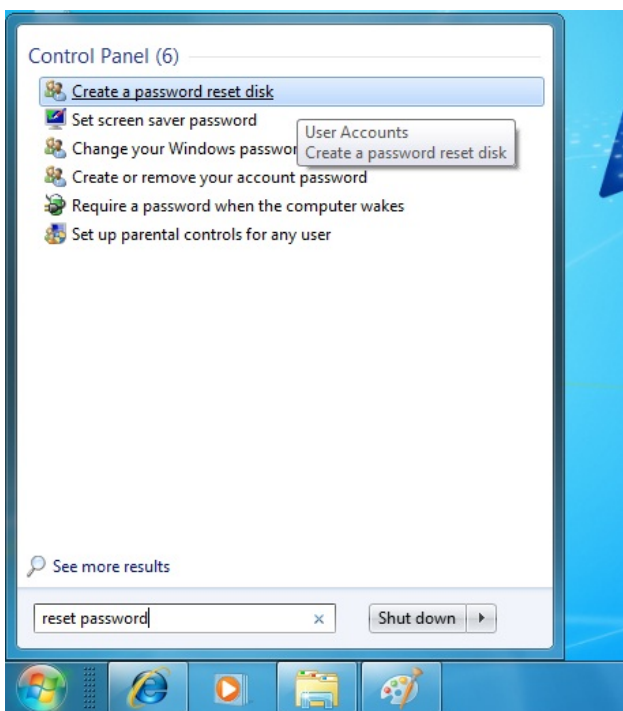 Control Panel (6)
Create a password reset disk
Set screen saver password
Change your Windows passwor
User Accounts
Create a password reset disk
Create or remove your account password
Require a password when the computer wakes
Set up parental controls for any user
See more results
reset password
Shut down